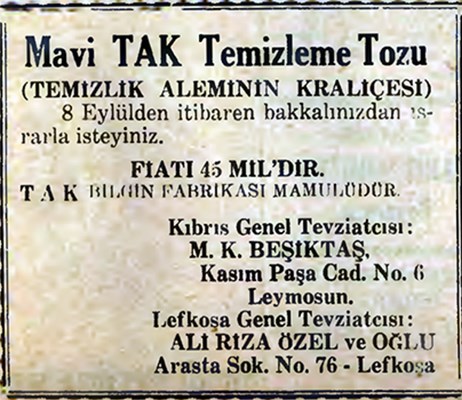 Mavi TAK Temizleme Tozu
(TEMİZLİK ALEMİNİN KRALİÇESİ)
8 Eylülden itibaren bakkalınızdan ıs-
rarla isteyiniz.
FİATI 45 MİL'DİR.
TAK BİLGİN FABRİKASI MAMULÜDÜR.
Kıbrıs Genel Tevziatcısı:
M. K. BEŞİKTAŞ,
Kasım Paşa Cad. No. 6
Leymosun.
Lefkoşa Genel Tevziatcısı:
ALİ RIZA ÖZEL ve OĞLU
Arasta Sok. No. 76 - Lefkoşa